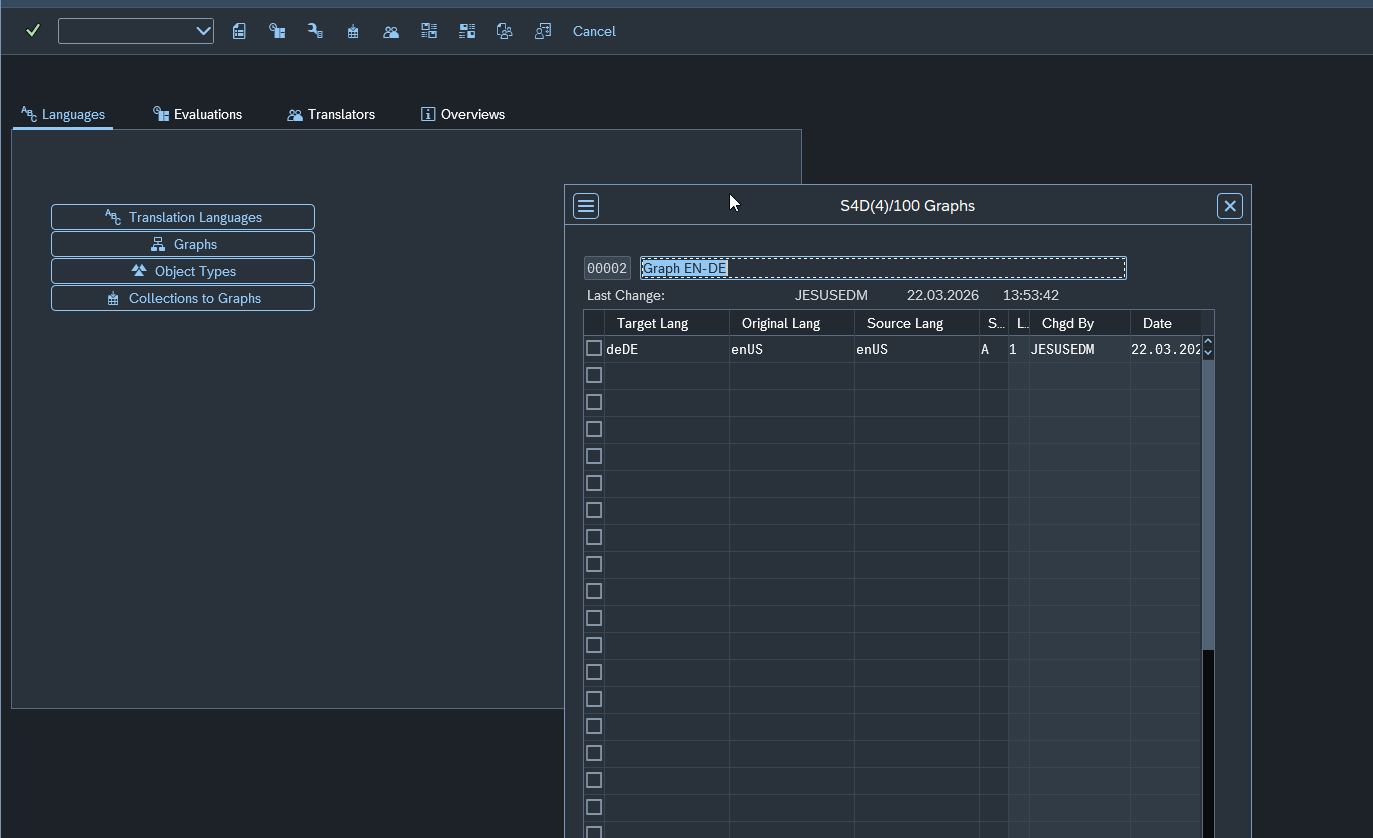 Cancel
Languages Evaluations Translators Overviews
Translation Languages
Graphs
Object Types
Collections to Graphs
S4D(4)/100 Graphs
00002 Graph EN-DE
Last Change: JESUSEDM 22.03.2026 13:53:42
Target Lang Original Lang Source Lang S... L.. Chgd By Date
deDE enUS enUS A 1 JESUSEDM 22.03.202